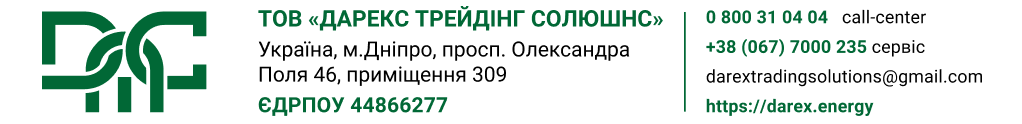 ТОВ «ДАРЕКС ТРЕЙДІНГ СОЛЮШНС»
Україна, м.Дніпро, просп. Олександра
Поля 46, приміщення 309
ЄДРПОУ 44866277
0 800 31 04 04 call-center
+38 (067) 7000 235 сервіс
darextradingsolutions@gmail.com
https://darex.energy